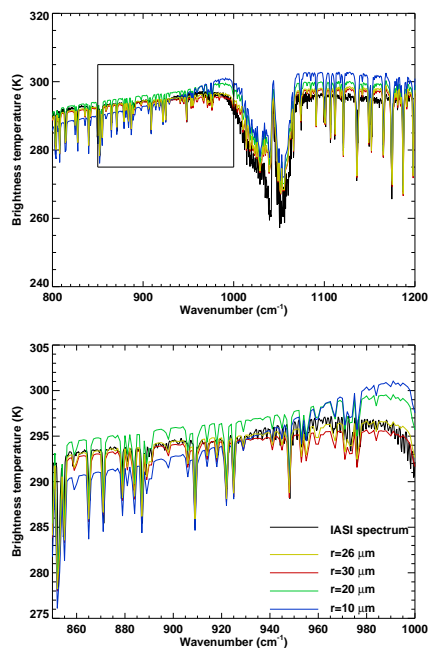 320
300
280
260
240
Brightness temperature (K)
800 900 1000 1100 1200
Wavenumber (cm⁻¹)
305
300
295
290
285
280
275
Brightness temperature (K)
860 880 900 920 940 960 980 1000
Wavenumber (cm⁻¹)
IASI spectrum
r=26 μm
r=30 μm
r=20 μm
r=10 μm